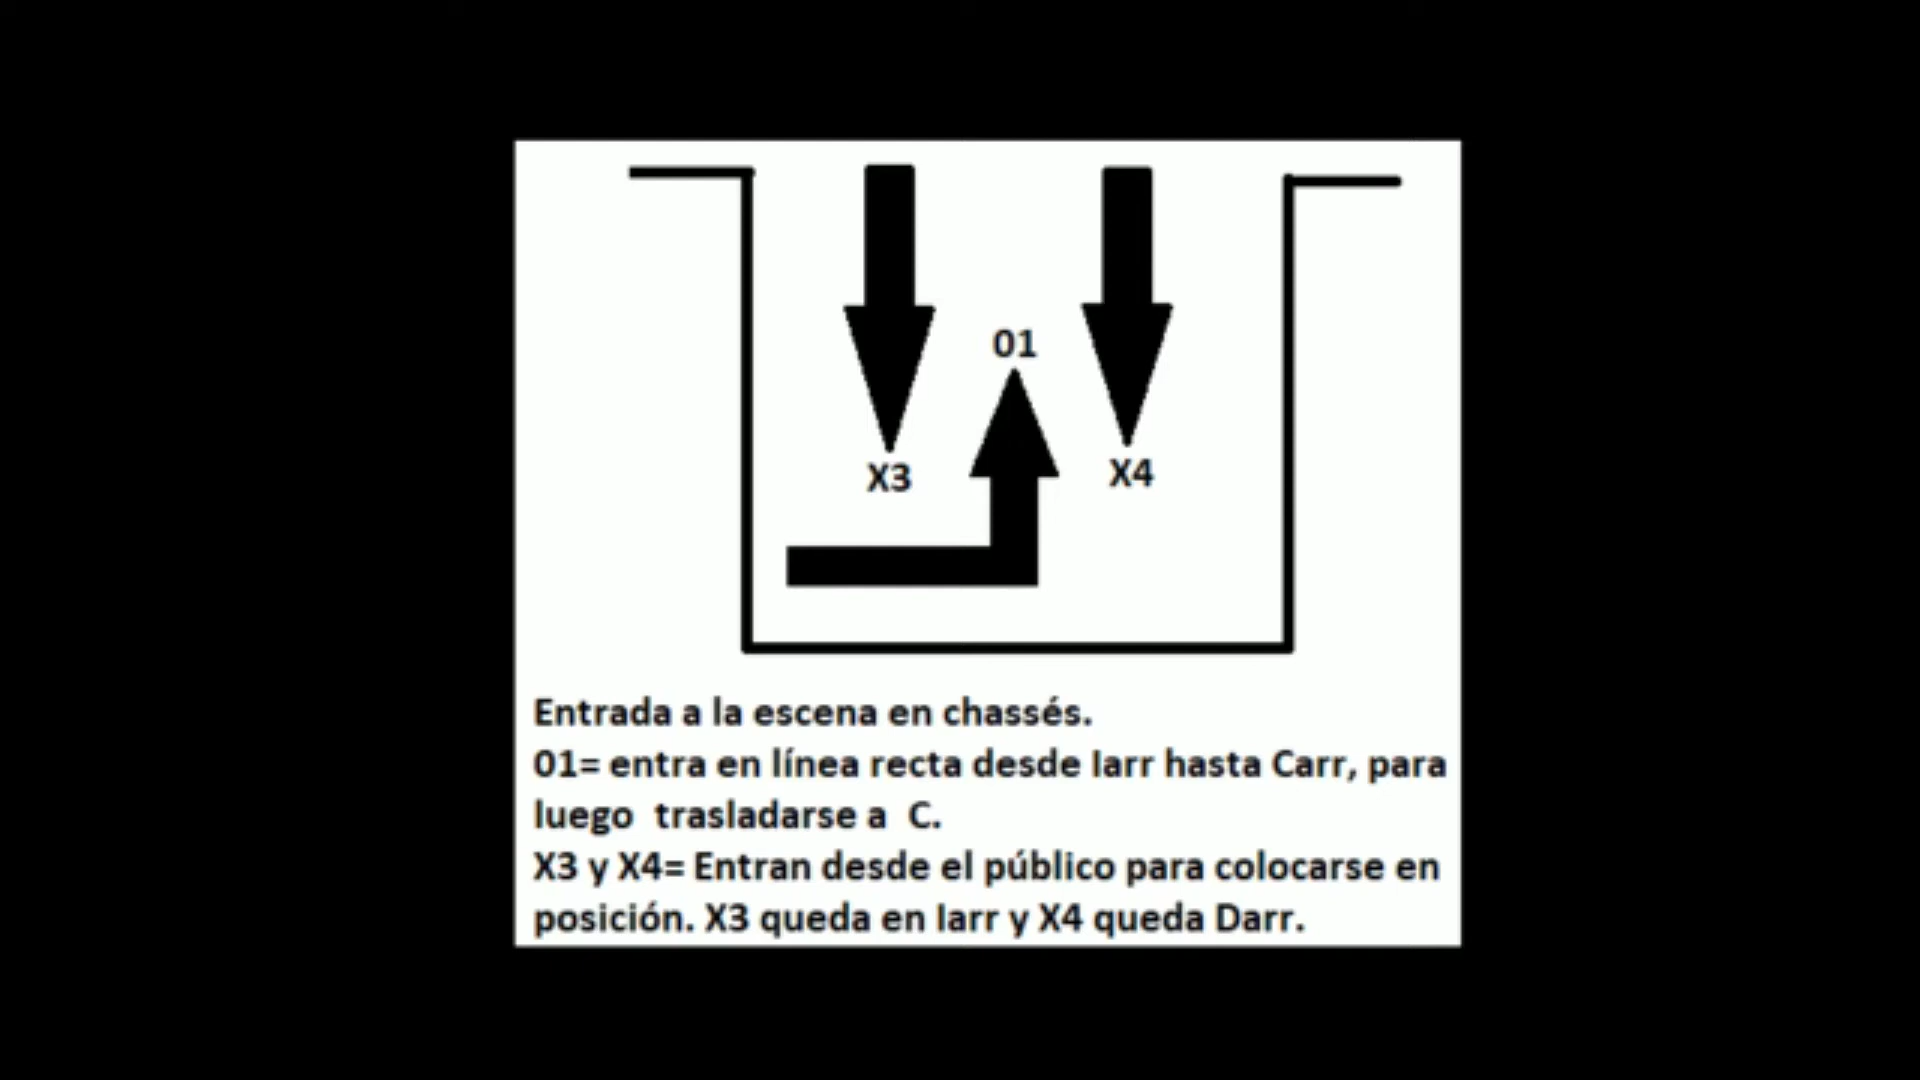 01
X3
X4
Entrada a la escena en chassés.
01= entra en línea recta desde Iarr hasta Carr, para
luego trasladarse a C.
X3 y X4= Entran desde el público para colocarse en
posición. X3 queda en Iarr y X4 queda Darr.